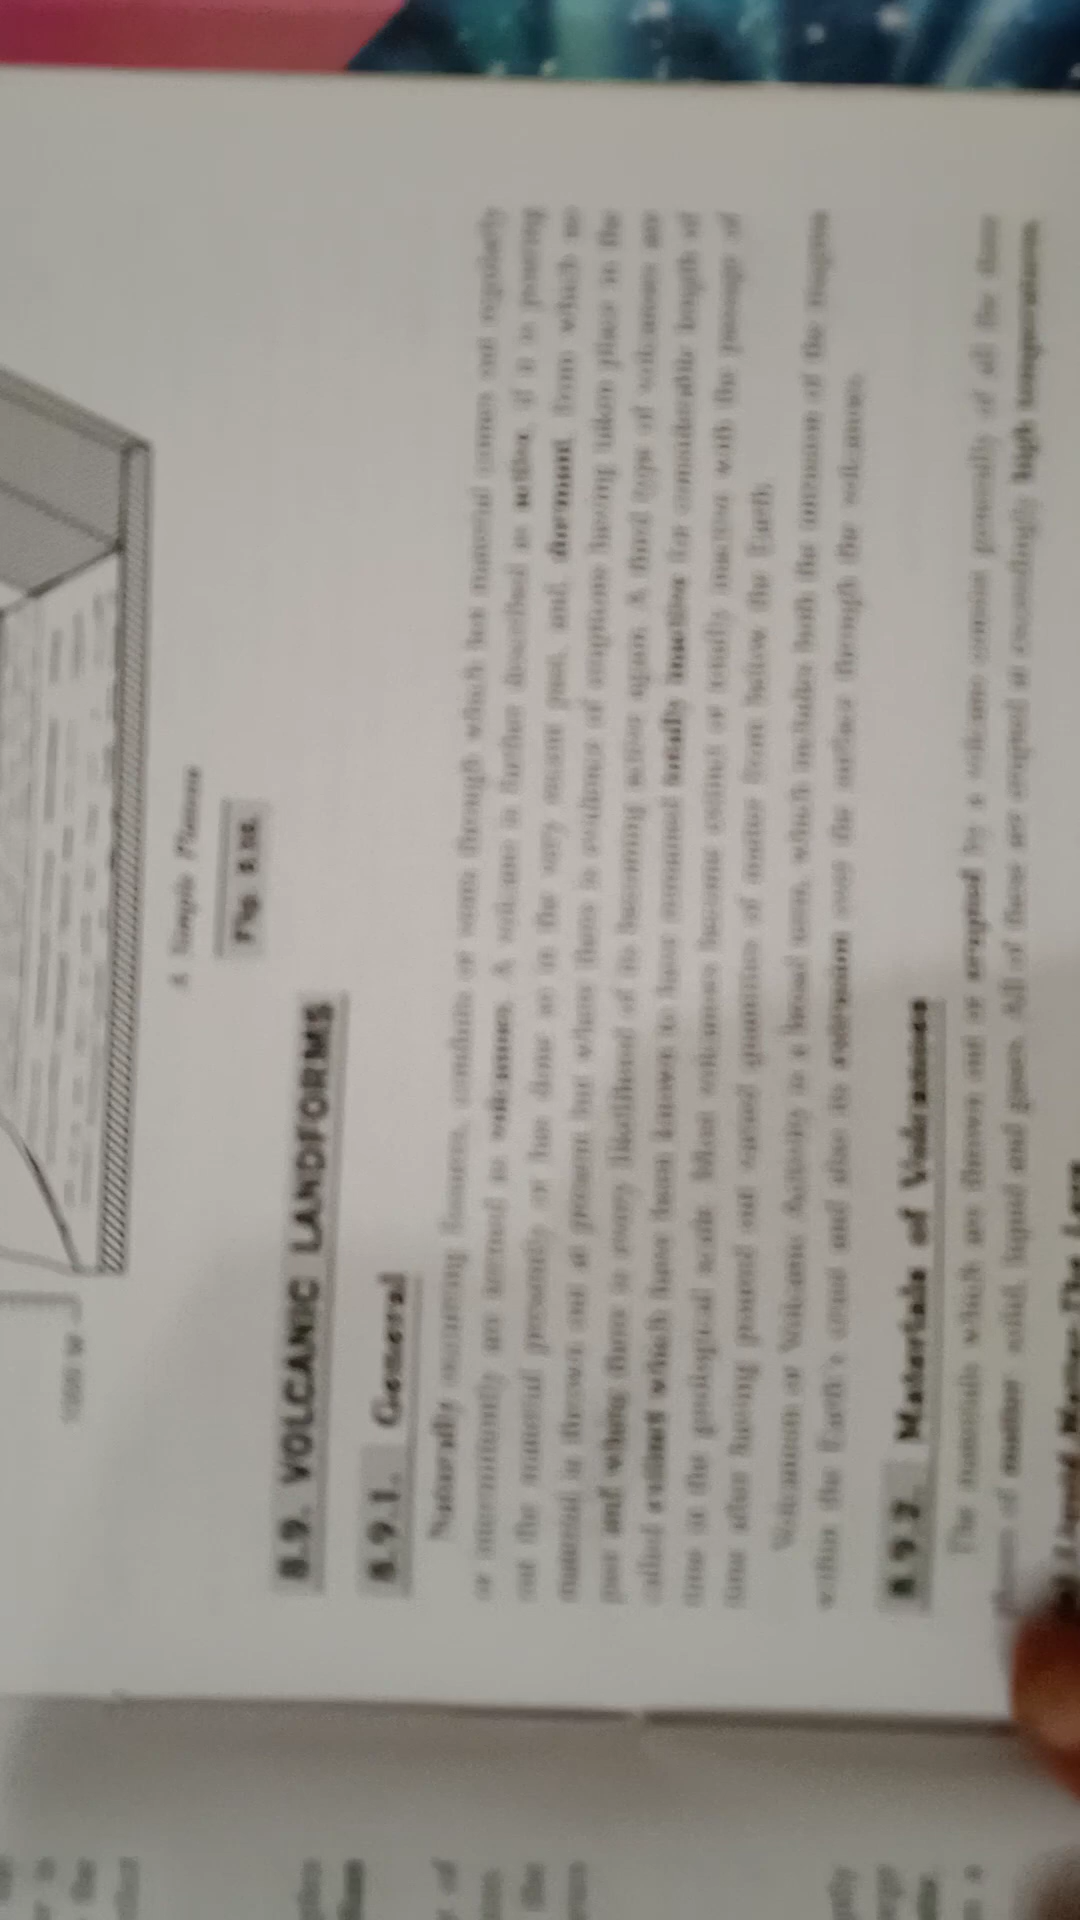 1000 M
A Simple Plateau
Fig.
8.9. VOLCANIC LANDFORMS
8.9.1. General
Naturally occurring fissures, conduits or vents through which hot material comes out regularly
or intermittently are termed as volcanoes. A volcano is further described as active, if it is pouring
out the material presently or has done so in the very recent past, and, dormant, from which no
material is thrown out at present but where there is evidence of eruptions having taken place in the
past and where there is every likelihood of its becoming active again. A third type of volcanoes are
called extinct which have been known to have remained totally inactive for considerable length of
time in the geological scale. Most volcanoes become extinct or totally inactive with the passage of
time after having poured out varied quantities of matter from below the Earth.
Volcanism or Volcanic Activity is a broad term, which includes both the intrusion of the magma
within the Earth's crust and also its extrusion over the surface through the volcanoes.
8.9.2. Materials of Volcanoes
The materials which are thrown out or erupted by a volcano consist generally of all the three
of matter solid, liquid and gases. All of these are erupted at exceedingly high temperatures.
Liquid Matter-The Lava